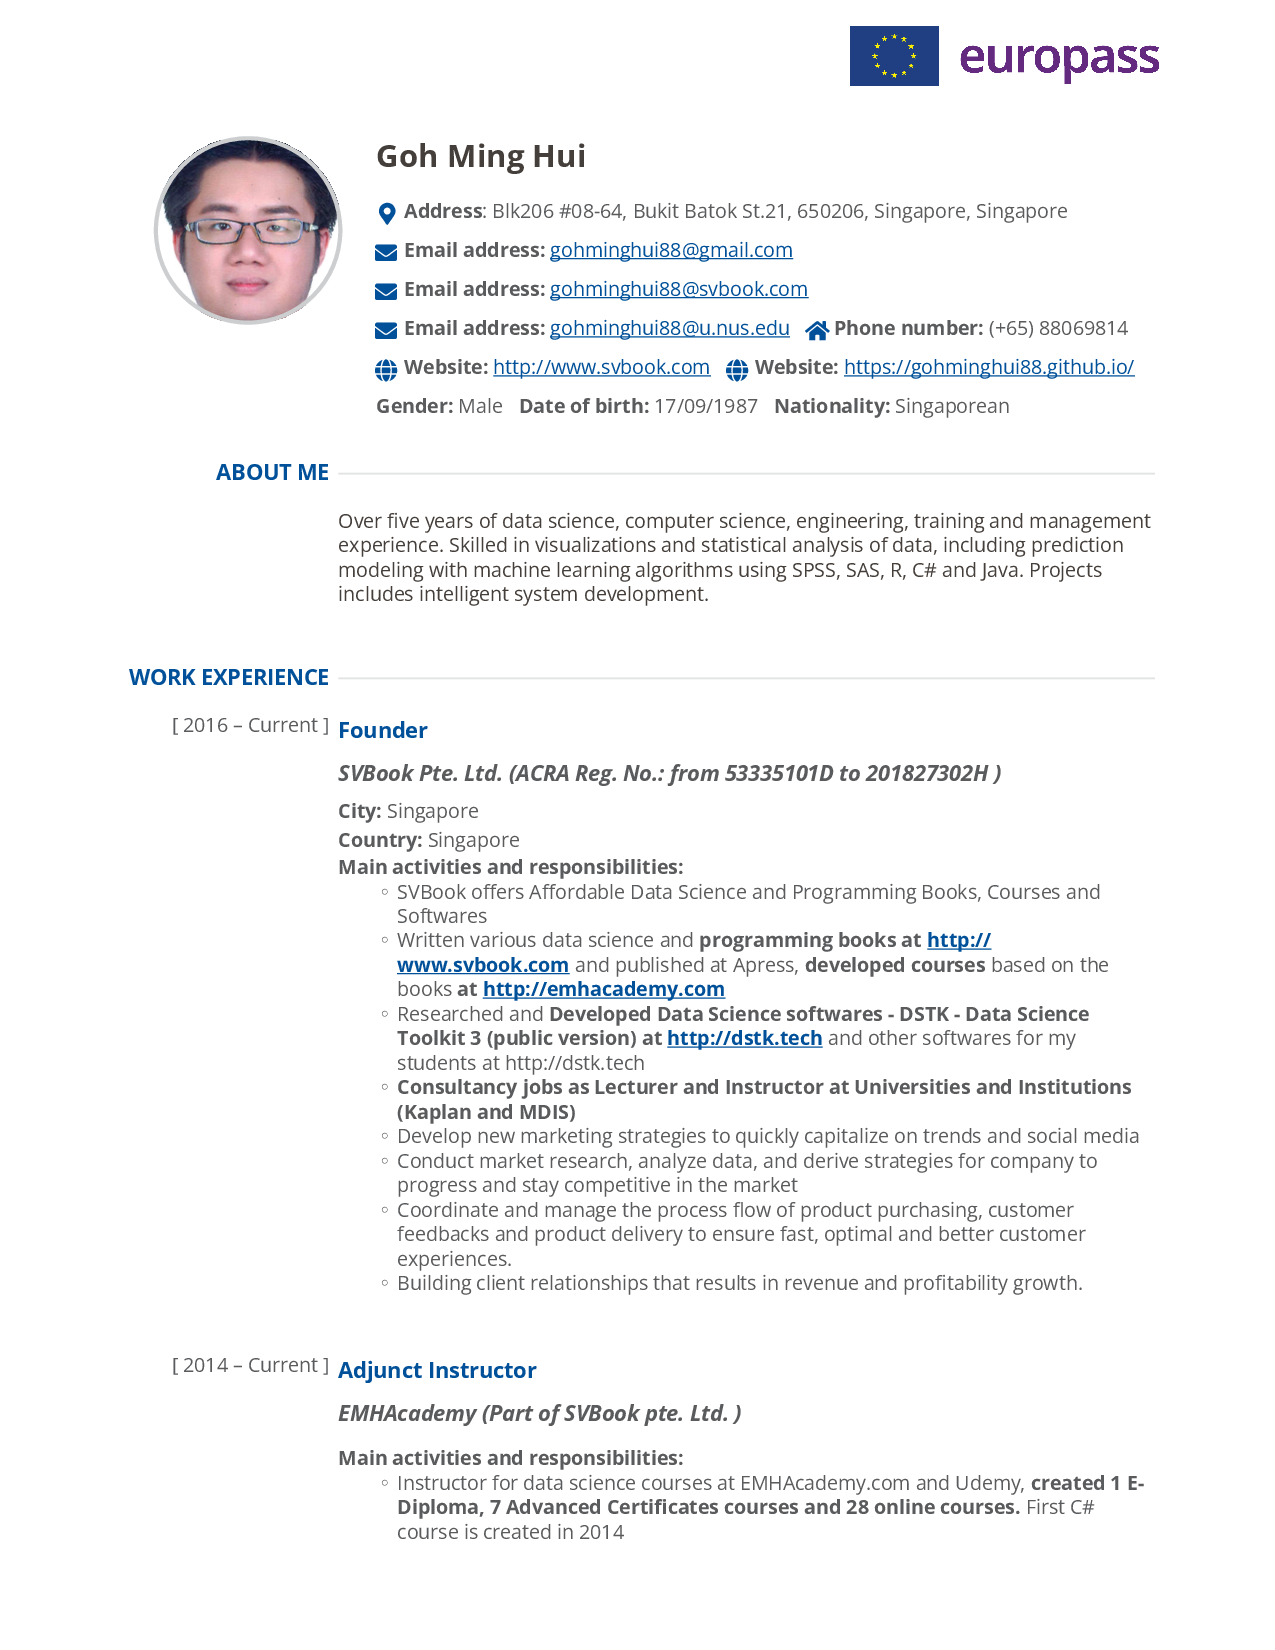 europass
Goh Ming Hui
Address: Blk206 #08-64, Bukit Batok St.21, 650206, Singapore, Singapore
Email address: gohminghui88@gmail.com
Email address: gohminghui88@svbook.com
Email address: gohminghui88@u.nus.edu Phone number: (+65) 88069814
Website: http://www.svbook.com Website: https://gohminghui88.github.io/
Gender: Male Date of birth: 17/09/1987 Nationality: Singaporean
ABOUT ME
Over five years of data science, computer science, engineering, training and management
experience. Skilled in visualizations and statistical analysis of data, including prediction
modeling with machine learning algorithms using SPSS, SAS, R, C# and Java. Projects
includes intelligent system development.
WORK EXPERIENCE
[ 2016 – Current ] Founder
SVBook Pte. Ltd. (ACRA Reg. No.: from 53335101D to 201827302H )
City: Singapore
Country: Singapore
Main activities and responsibilities:
◦ SVBook offers Affordable Data Science and Programming Books, Courses and
Softwares
◦ Written various data science and programming books at http://
www.svbook.com and published at Apress, developed courses based on the
books at http://emhacademy.com
◦ Researched and Developed Data Science softwares - DSTK - Data Science
Toolkit 3 (public version) at http://dstk.tech and other softwares for my
students at http://dstk.tech
◦ Consultancy jobs as Lecturer and Instructor at Universities and Institutions
(Kaplan and MDIS)
◦ Develop new marketing strategies to quickly capitalize on trends and social media
◦ Conduct market research, analyze data, and derive strategies for company to
progress and stay competitive in the market
◦ Coordinate and manage the process flow of product purchasing, customer
feedbacks and product delivery to ensure fast, optimal and better customer
experiences.
◦ Building client relationships that results in revenue and profitability growth.
[ 2014 – Current ] Adjunct Instructor
EMHAcademy (Part of SVBook pte. Ltd. )
Main activities and responsibilities:
◦ Instructor for data science courses at EMHAcademy.com and Udemy, created 1 E-
Diploma, 7 Advanced Certificates courses and 28 online courses. First C#
course is created in 2014